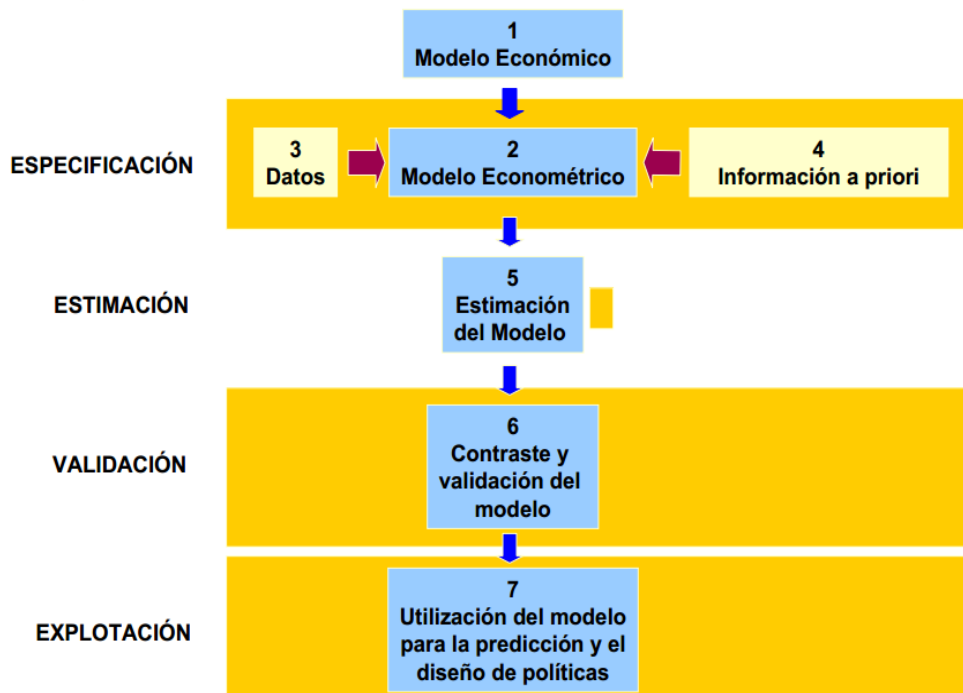 1
Modelo Económico
ESPECIFICACIÓN
3
Datos
2
Modelo Econométrico
4
Información a priori
ESTIMACIÓN
5
Estimación
del Modelo
VALIDACIÓN
6
Contraste y
validación del
modelo
EXPLOTACIÓN
7
Utilización del modelo
para la predicción y el
diseño de políticas